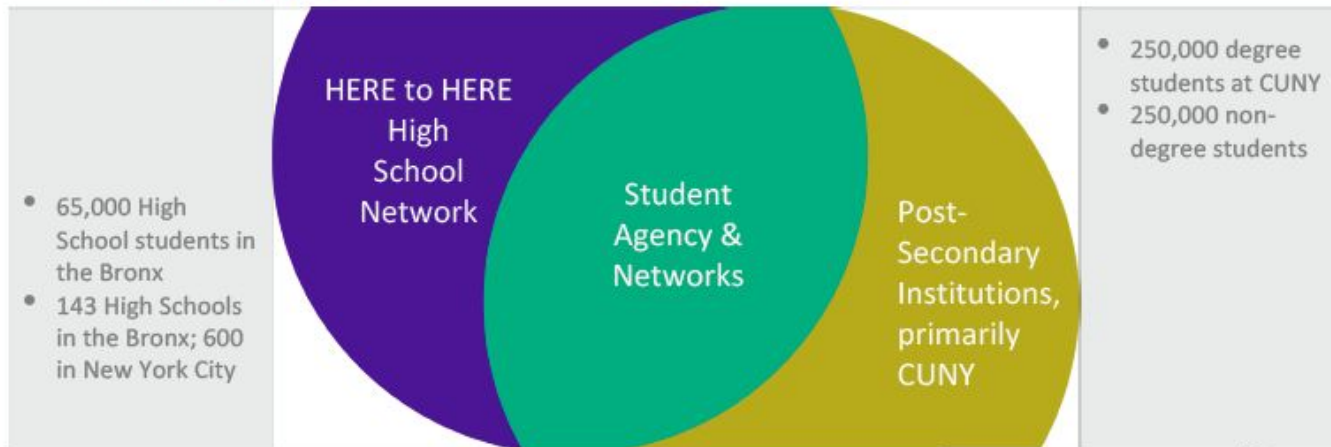 • 65,000 High
School students in
the Bronx
• 143 High Schools
in the Bronx; 600
in New York City
HERE to HERE
High
School
Network
Student
Agency &
Networks
Post-
Secondary
Institutions,
primarily
CUNY
• 250,000 degree
students at CUNY
• 250,000 non-
degree students